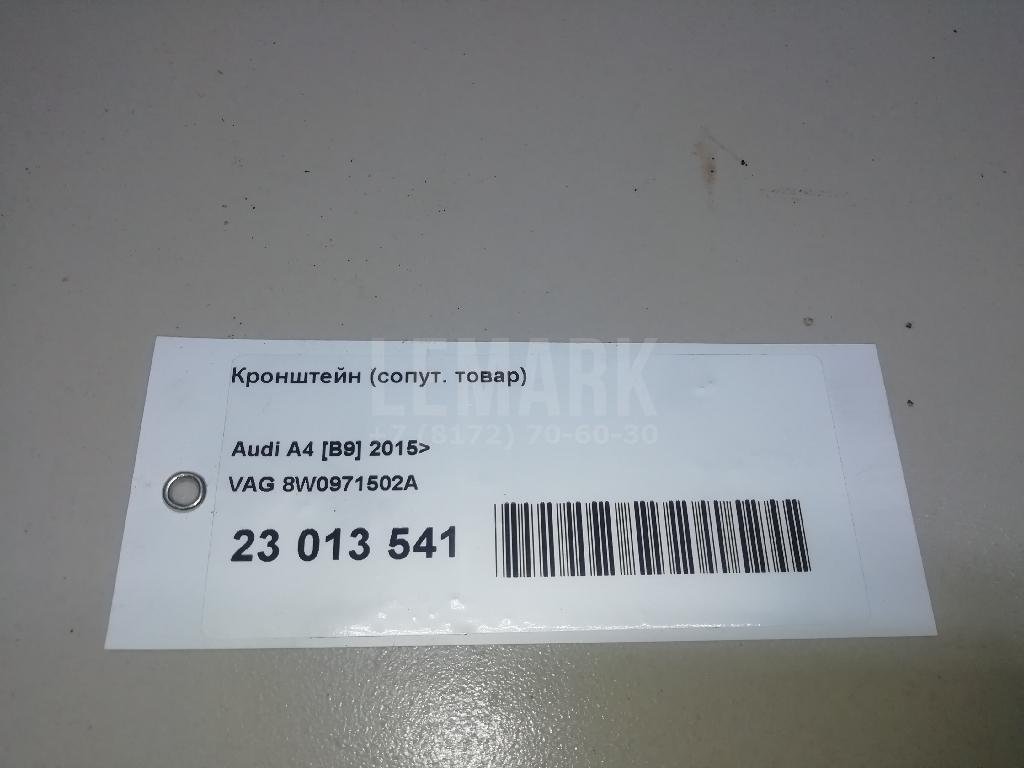 LEMARK
+7 (8172) 70-60-30
Кронштейн (сопут. товар)
Audi A4 [B9] 2015>
VAG 8W0971502A
23 013 541